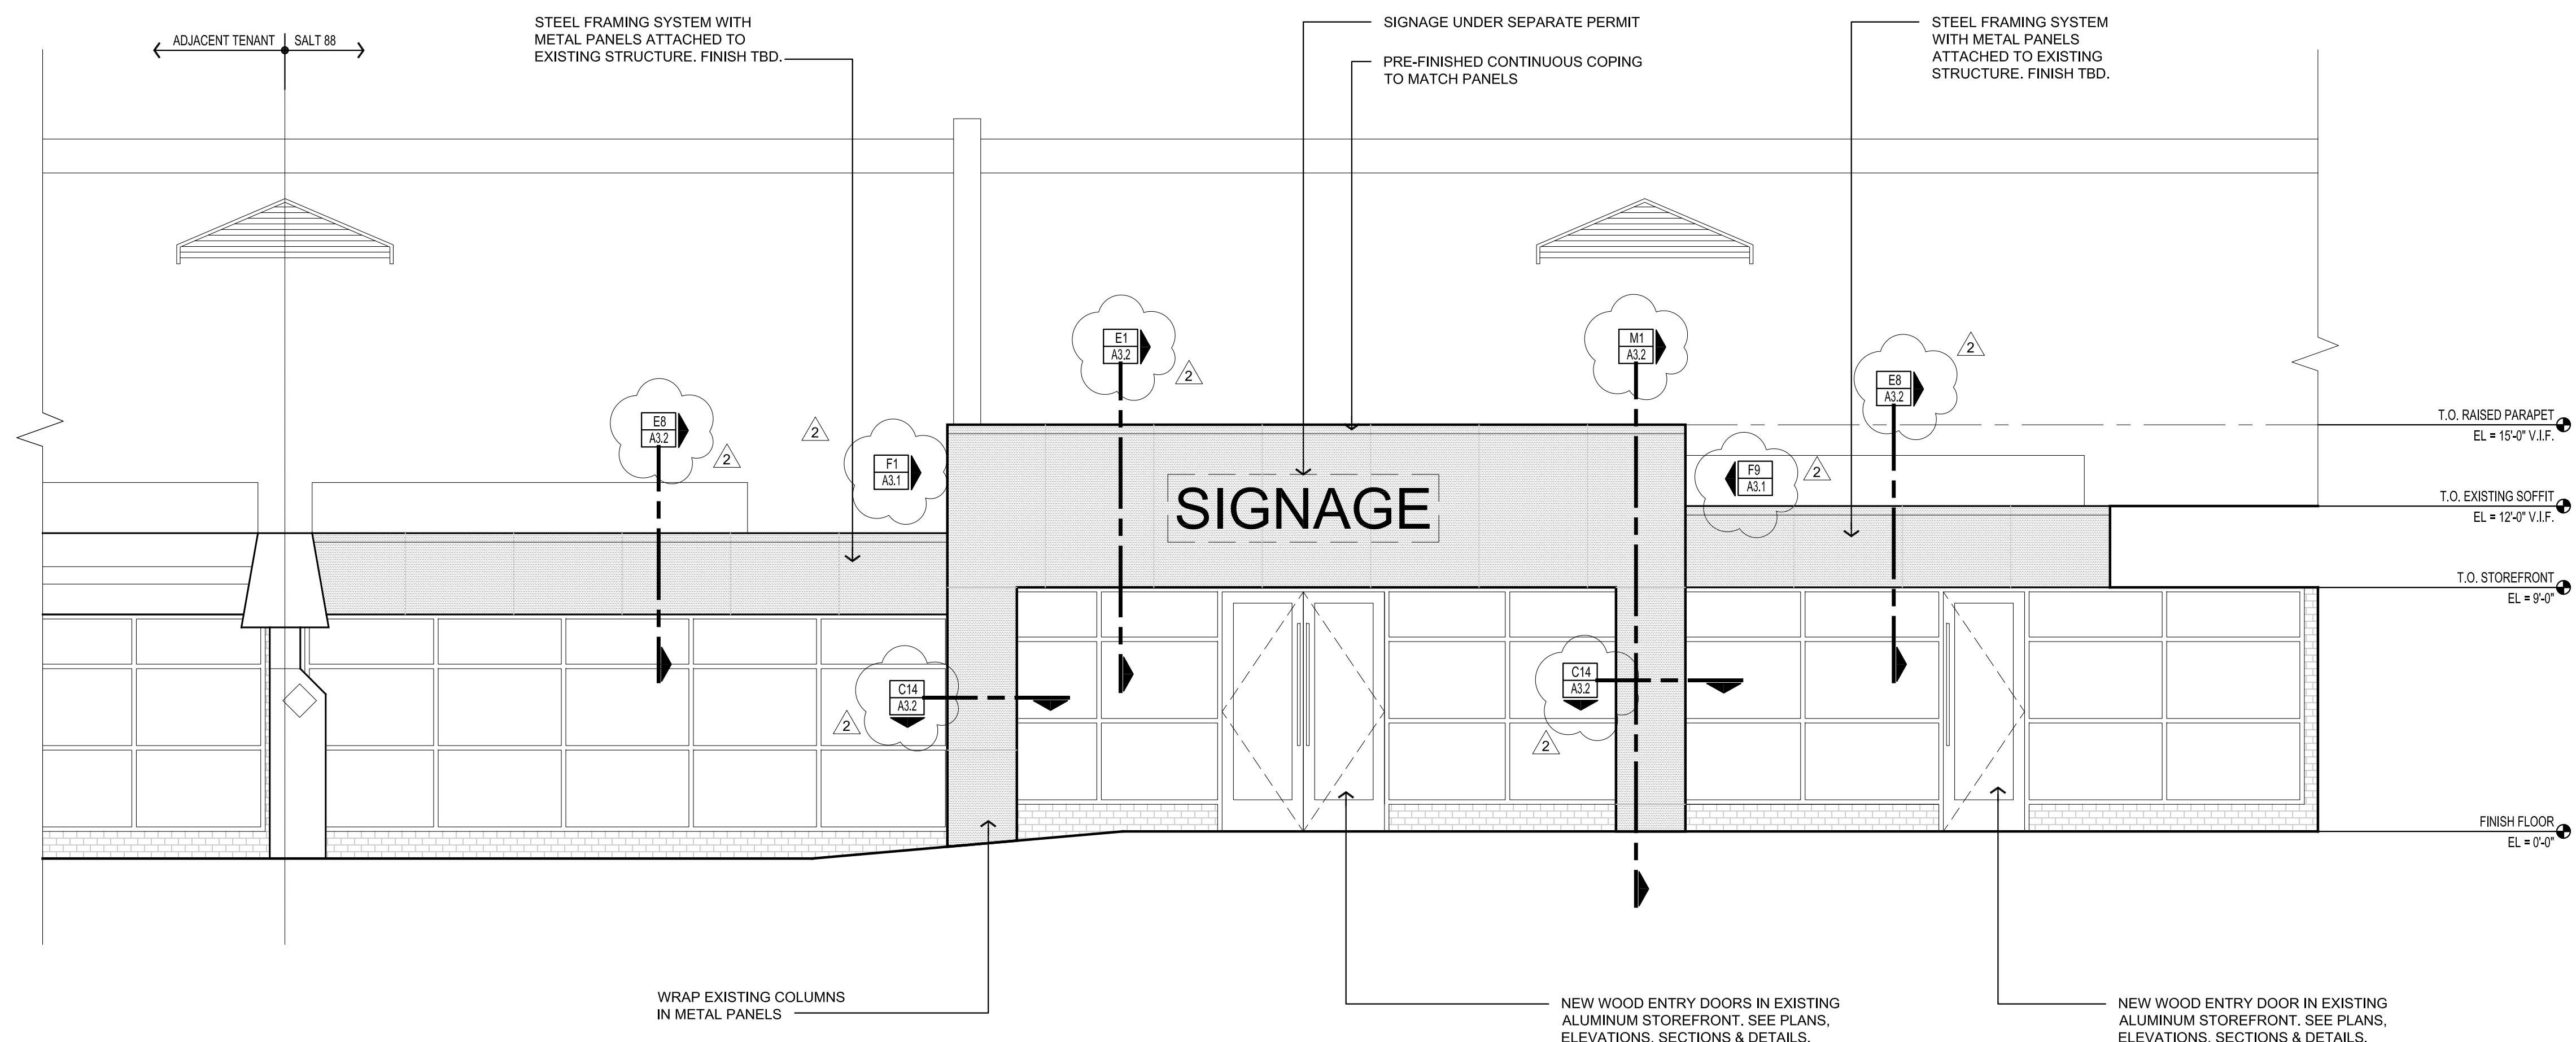 STEEL FRAMING SYSTEM WITH
METAL PANELS ATTACHED TO
EXISTING STRUCTURE. FINISH TBD.
SIGNAGE UNDER SEPARATE PERMIT
PRE-FINISHED CONTINUOUS COPING
TO MATCH PANELS
STEEL FRAMING SYSTEM
WITH METAL PANELS
ATTACHED TO EXISTING
STRUCTURE. FINISH TBD.
ADJACENT TENANT
SALT 88
E1
A3.2
2
M1
A3.2
E8
A3.2
2
E8
A3.2
2
2
F1
A3.1
F9
A3.1
2
SIGNAGE
T.O. RAISED PARAPET
EL = 15'-0" V.I.F.
T.O. EXISTING SOFFIT
EL = 12'-0" V.I.F.
T.O. STOREFRONT
EL = 9'-0"
C14
A3.2
2
C14
A3.2
2
FINISH FLOOR
EL = 0'-0"
WRAP EXISTING COLUMNS
IN METAL PANELS
NEW WOOD ENTRY DOORS IN EXISTING
ALUMINUM STOREFRONT. SEE PLANS,
ELEVATIONS, SECTIONS & DETAILS.
NEW WOOD ENTRY DOOR IN EXISTING
ALUMINUM STOREFRONT. SEE PLANS,
ELEVATIONS, SECTIONS & DETAILS.